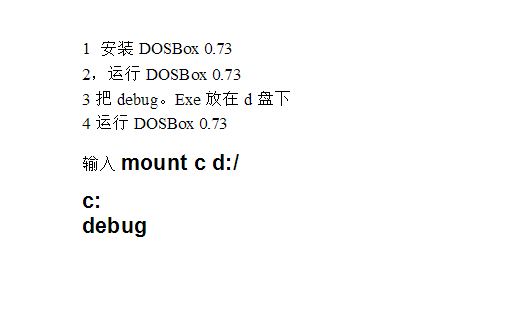 1 安装 DOSBox 0.73
2，运行 DOSBox 0.73
3 把 debug。Exe 放在 d 盘下
4 运行 DOSBox 0.73
输入 mount c d:/
c:
debug